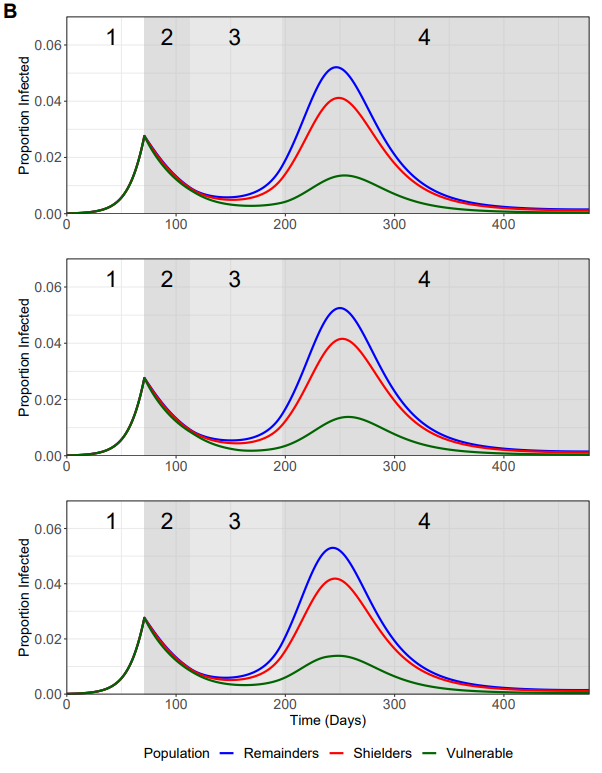 B
1 2 3 4
0.06
0.04
0.02
0.00
Proportion Infected
0 100 200 300 400
1 2 3 4
0.06
0.04
0.02
0.00
Proportion Infected
0 100 200 300 400
1 2 3 4
0.06
0.04
0.02
0.00
Proportion Infected
0 100 200 300 400
Time (Days)
Population Remainders Shielders Vulnerable